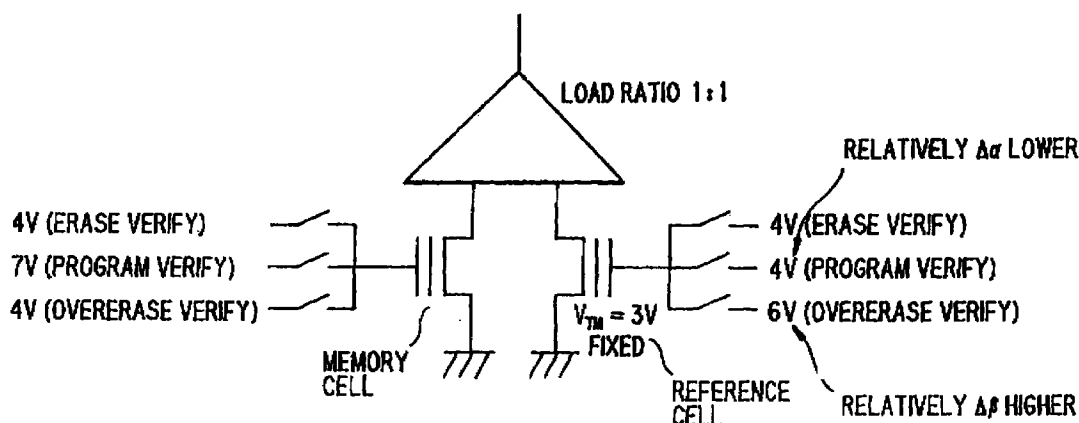 LOAD RATIO 1:1
RELATIVELY Δα LOWER
4V (ERASE VERIFY)
7V (PROGRAM VERIFY)
4V (OVERERASE VERIFY)
4V (ERASE VERIFY)
4V (PROGRAM VERIFY)
6V (OVERERASE VERIFY)
V_TM = 3V
FIXED
MEMORY
CELL
REFERENCE
CELL
RELATIVELY Δβ HIGHER